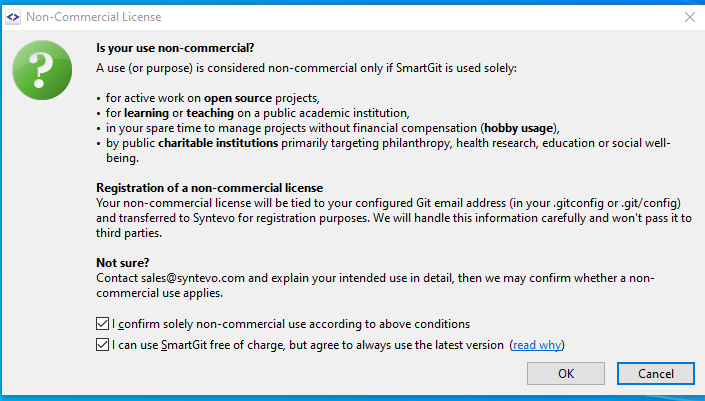 Non-Commercial License
Is your use non-commercial?
A use (or purpose) is considered non-commercial only if SmartGit is used solely:
• for active work on open source projects,
• for learning or teaching on a public academic institution,
• in your spare time to manage projects without financial compensation (hobby usage),
• by public charitable institutions primarily targeting philanthropy, health research, education or social well-
being.
Registration of a non-commercial license
Your non-commercial license will be tied to your configured Git email address (in your .gitconfig or .git/config)
and transferred to Syntevo for registration purposes. We will handle this information carefully and won't pass it to
third parties.
Not sure?
Contact sales@syntevo.com and explain your intended use in detail, then we may confirm whether a non-
commercial use applies.
I confirm solely non-commercial use according to above conditions
I can use SmartGit free of charge, but agree to always use the latest version (read why)
OK Cancel